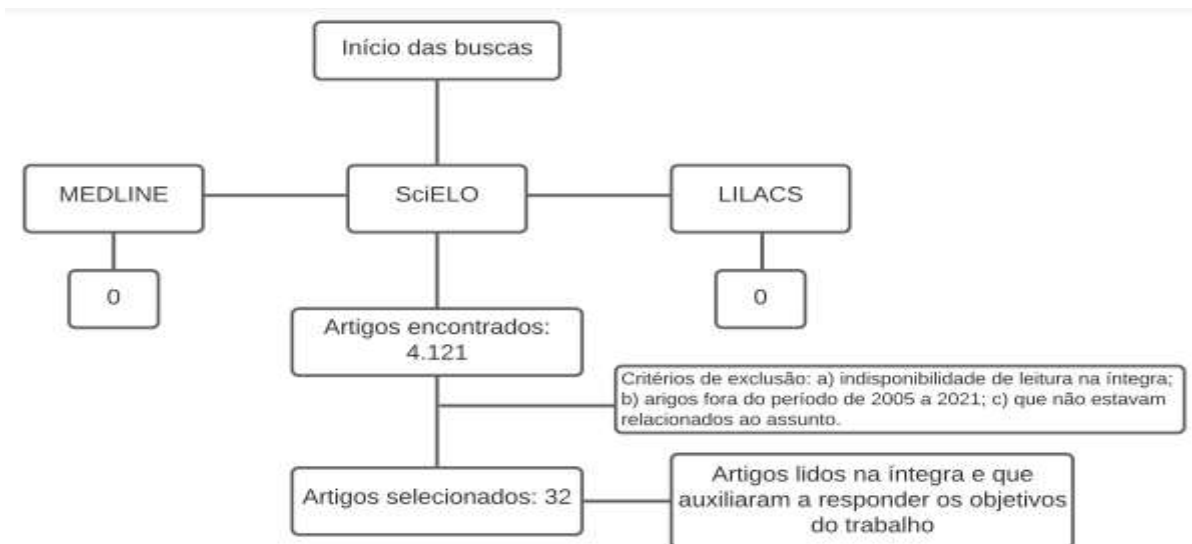 Início das buscas
MEDLINE
SciELO
LILACS
0
0
Artigos encontrados:
4.121
Critérios de exclusão: a) indisponibilidade de leitura na íntegra;
b) arigos fora do período de 2005 a 2021; c) que não estavam
relacionados ao assunto.
Artigos selecionados: 32
Artigos lidos na íntegra e que
auxiliaram a responder os objetivos
do trabalho